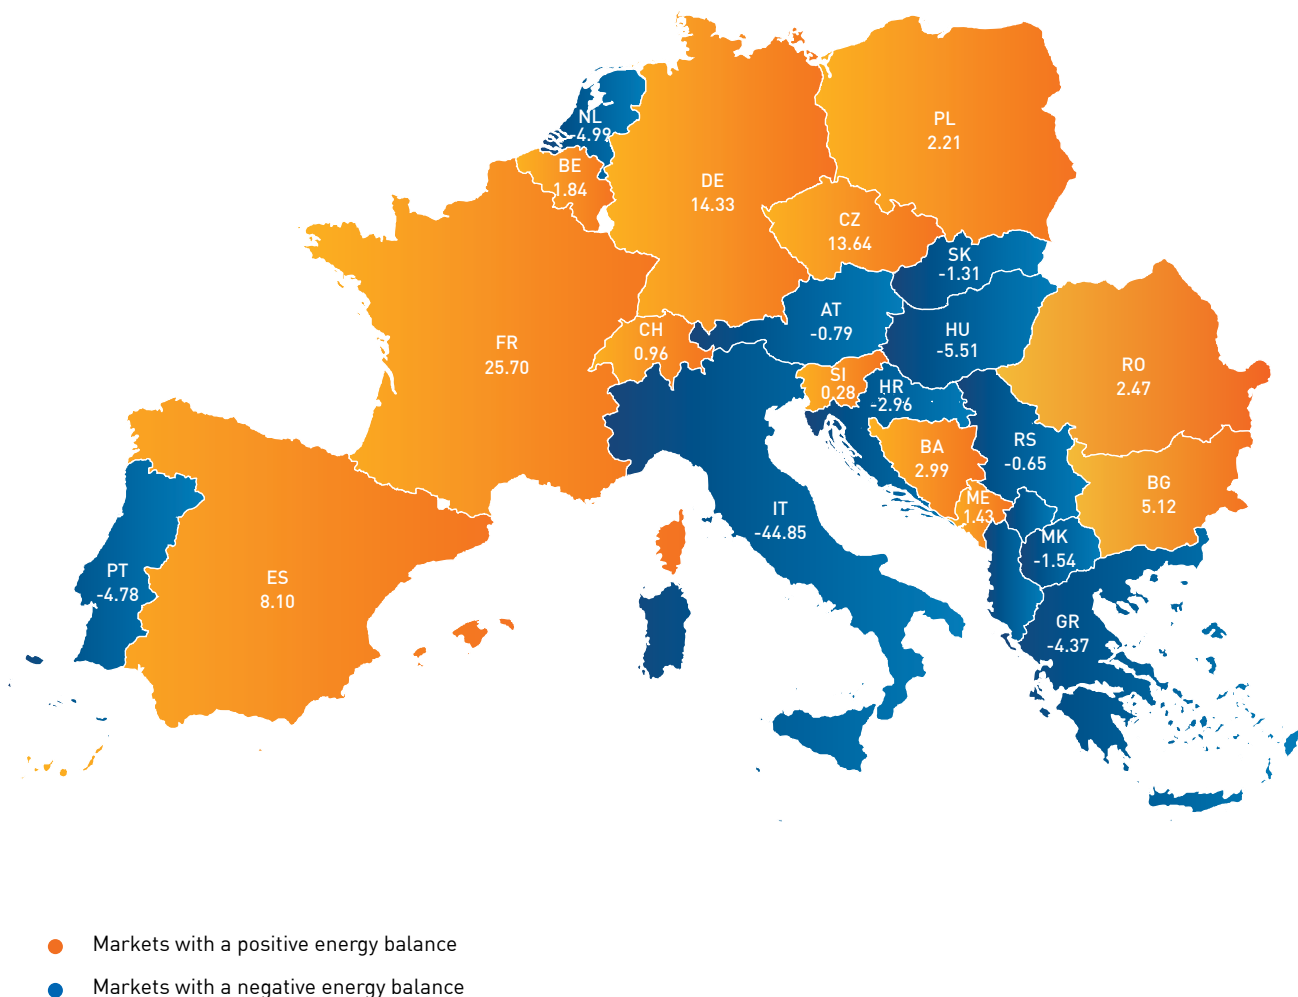 NL
-4.99
PL
2.21
BE
1.84
DE
14.33
CZ
13.64
SK
-1.31
AT
-0.79
HU
-5.51
CH
0.96
FR
25.70
SI
0.28
HR
-2.96
RO
2.47
BA
2.99
RS
-0.65
ME
1.43
BG
5.12
IT
-44.85
MK
-1.54
PT
-4.78
ES
8.10
GR
-4.37
Markets with a positive energy balance
Markets with a negative energy balance